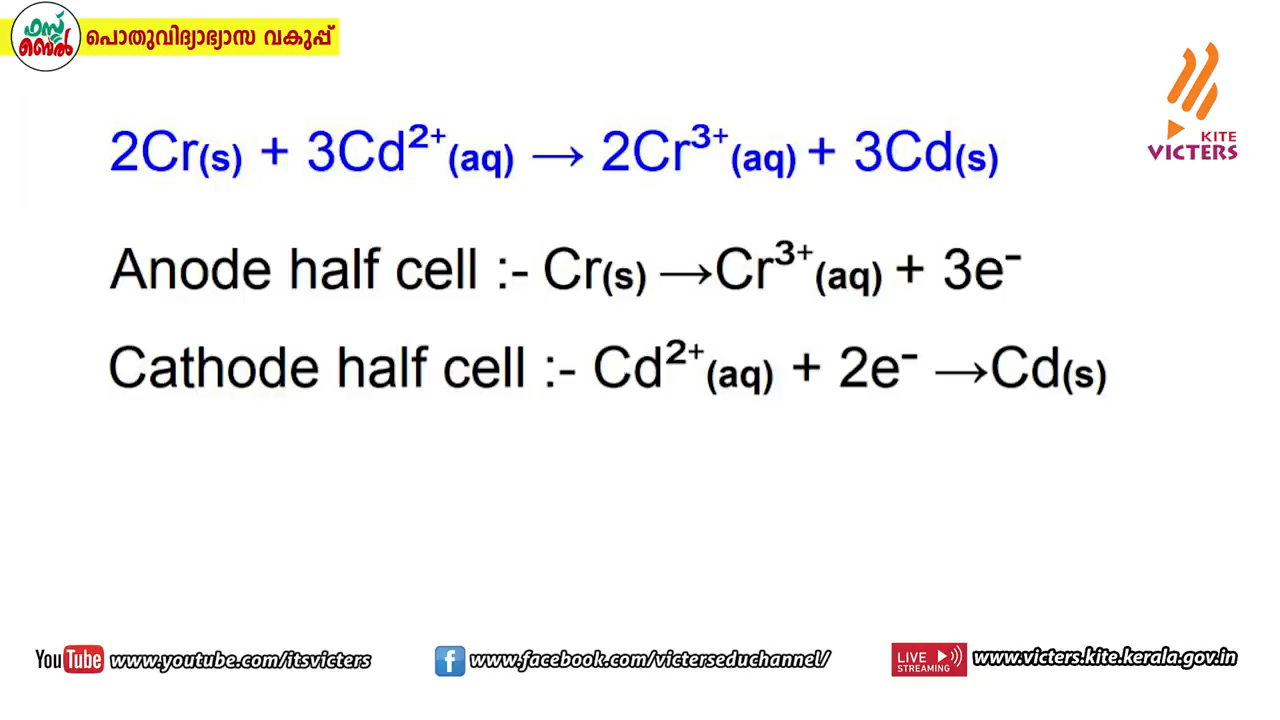 ഫസ്റ്റ്
ബെൽ
പൊതുവിദ്യാഭ്യാസ വകുപ്പ്
KITE
VICTERS
2Cr(s) + 3Cd²⁺(aq) → 2Cr³⁺(aq) + 3Cd(s)
Anode half cell :- Cr(s) →Cr³⁺(aq) + 3e⁻
Cathode half cell :- Cd²⁺(aq) + 2e⁻ →Cd(s)
YouTube www.youtube.com/itsvicters
f www.facebook.com/victerseduchannel/
LIVE
STREAMING
www.victers.kite.kerala.gov.in